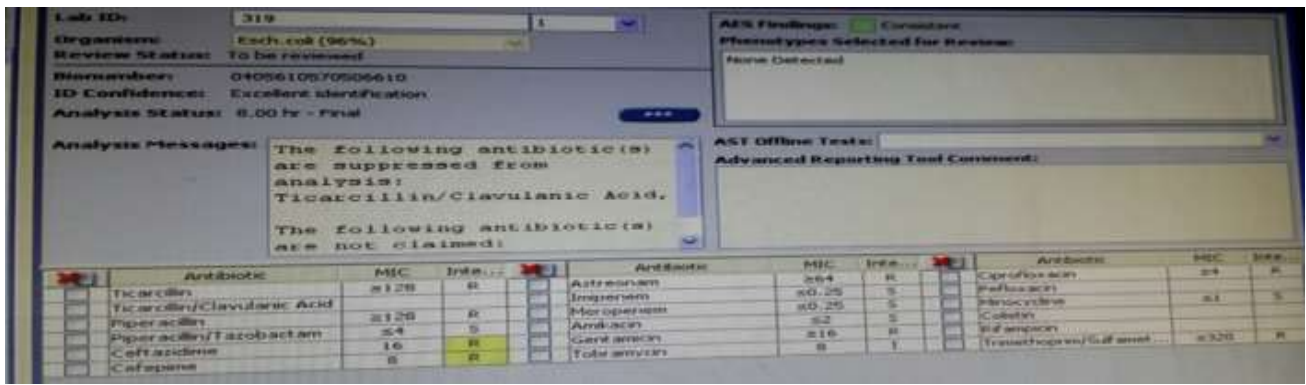 Lab ID: 319 1
Organism: Esch.coli (96%)
Review Status: To be reviewed
Bionumber: 0405610570506610
ID Confidence: Excellent identification
Analysis Status: 8.00 hr - Final
Analysis Messages: The following antibiotic(s)
are suppressed from
analysis:
Ticarcillin/Clavulanic Acid,
The following antibiotic(s)
are not claimed:
AES Findings: Consistent
Phenotypes Selected for Review:
None Detected
AST Offline Tests:
Advanced Reporting Tool Comment:
Antibiotic MIC Inte...
Ticarcillin ≥128 R
Ticarcillin/Clavulanic Acid
Piperacillin ≥128 R
Piperacillin/Tazobactam ≤4 S
Ceftazidime 16 R
Cefepime 8 R
Antibiotic MIC Inte...
Aztreonam ≥64 R
Imipenem ≤0.25 S
Meropenem ≤0.25 S
Amikacin ≤2 S
Gentamicin ≥16 R
Tobramycin 8 I
Antibiotic MIC Inte...
Ciprofloxacin ≥4 R
Pefloxacin
Minocycline ≤1 S
Colistin
Rifampicin
Trimethoprim/Sulfamet... ≥320 R